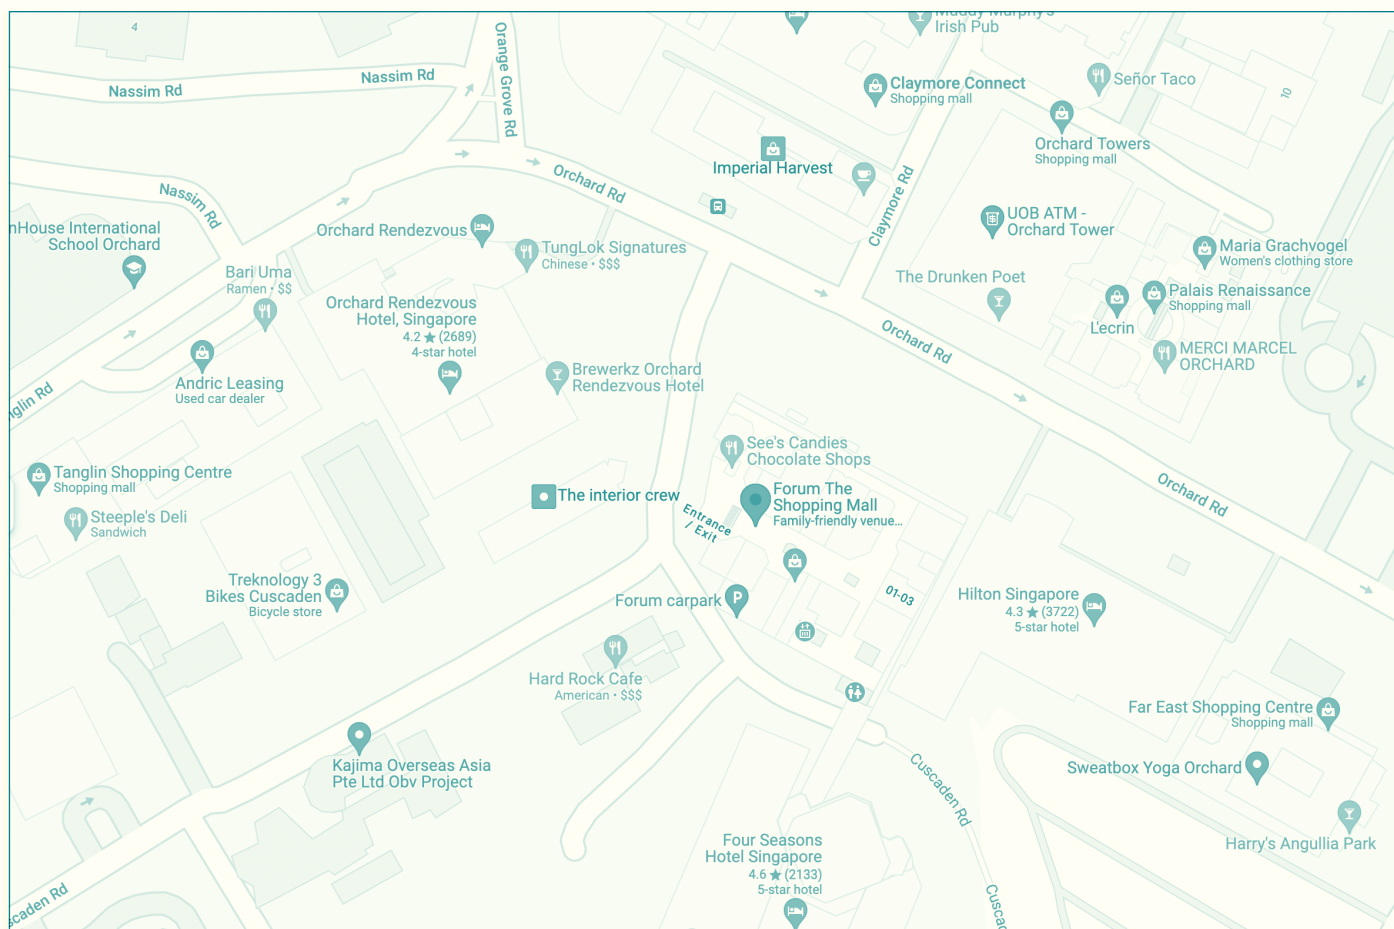 4
Nassim Rd
Nassim Rd
Orange Grove Rd
Muddy Murphy's
Irish Pub
Claymore Connect
Shopping mall
Señor Taco
10
Orchard Towers
Shopping mall
Imperial Harvest
Orchard Rd
Claymore Rd
Nassim Rd
nHouse International
School Orchard
Orchard Rendezvous
TungLok Signatures
Chinese • $$$
UOB ATM -
Orchard Tower
Maria Grachvogel
Women's clothing store
Bari Uma
Ramen • $$
The Drunken Poet
Palais Renaissance
Shopping mall
L'ecrin
Orchard Rendezvous
Hotel, Singapore
4.2 ★ (2689)
4-star hotel
Orchard Rd
MERCI MARCEL
ORCHARD
Andric Leasing
Used car dealer
Brewerkz Orchard
Rendezvous Hotel
nglin Rd
See's Candies
Chocolate Shops
Tanglin Shopping Centre
Shopping mall
Steeple's Deli
Sandwich
The interior crew
Entrance
/ Exit
Forum The
Shopping Mall
Family-friendly venue...
Orchard Rd
Treknology 3
Bikes Cuscaden
Bicycle store
Forum carpark
P
01-03
Hilton Singapore
4.3 ★ (3722)
5-star hotel
Hard Rock Cafe
American • $$$
Far East Shopping Centre
Shopping mall
Kajima Overseas Asia
Pte Ltd Obv Project
Cuscaden Rd
Sweatbox Yoga Orchard
Harry's Angullia Park
Four Seasons
Hotel Singapore
4.6 ★ (2133)
5-star hotel
scaden Rd
Cuscad